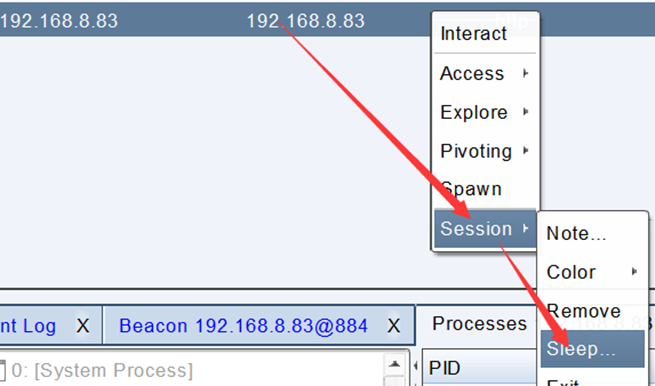 192.168.8.83 192.168.8.83
Interact
Access
Explore
Pivoting
Spawn
Session
Note...
Color
Remove
Sleep...
Exit
nt Log X Beacon 192.168.8.83@884 X Processes
0: [System Process]
PID